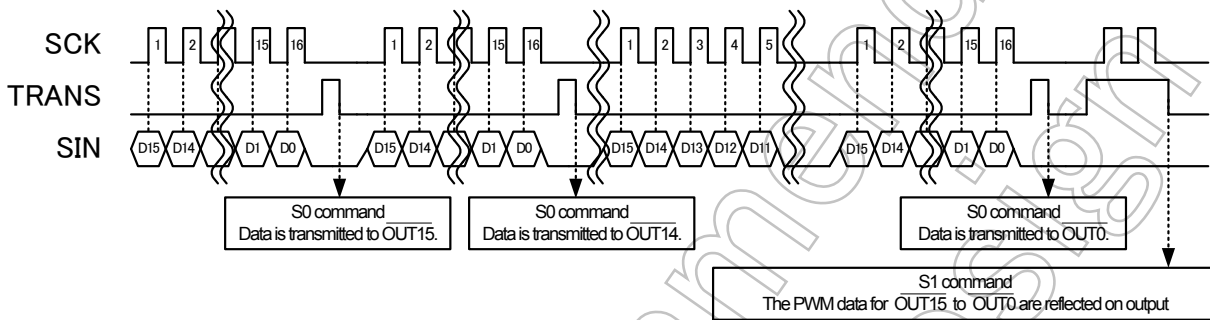 SCK 1 2 15 16 1 2 15 16 1 2 3 4 5 1 2 15 16
TRANS
SIN D15 D14 D1 D0 D15 D14 D1 D0 D15 D14 D13 D12 D11 D15 D14 D1 D0
S0 command
Data is transmitted to OUT15.
S0 command
Data is transmitted to OUT14.
S0 command
Data is transmitted to OUT0.
S1 command
The PWM data for OUT15 to OUT0 are reflected on output